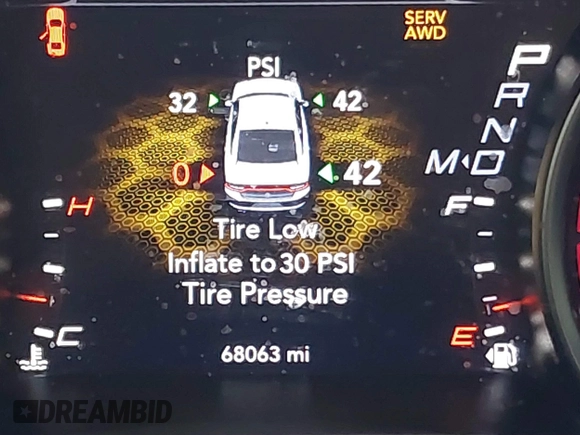 SERV
AWD
PSI
P
R
N
M D
32 42
0 42
H F
Tire Low
Inflate to 30 PSI
Tire Pressure
C E
68063 mi
DREAMBID